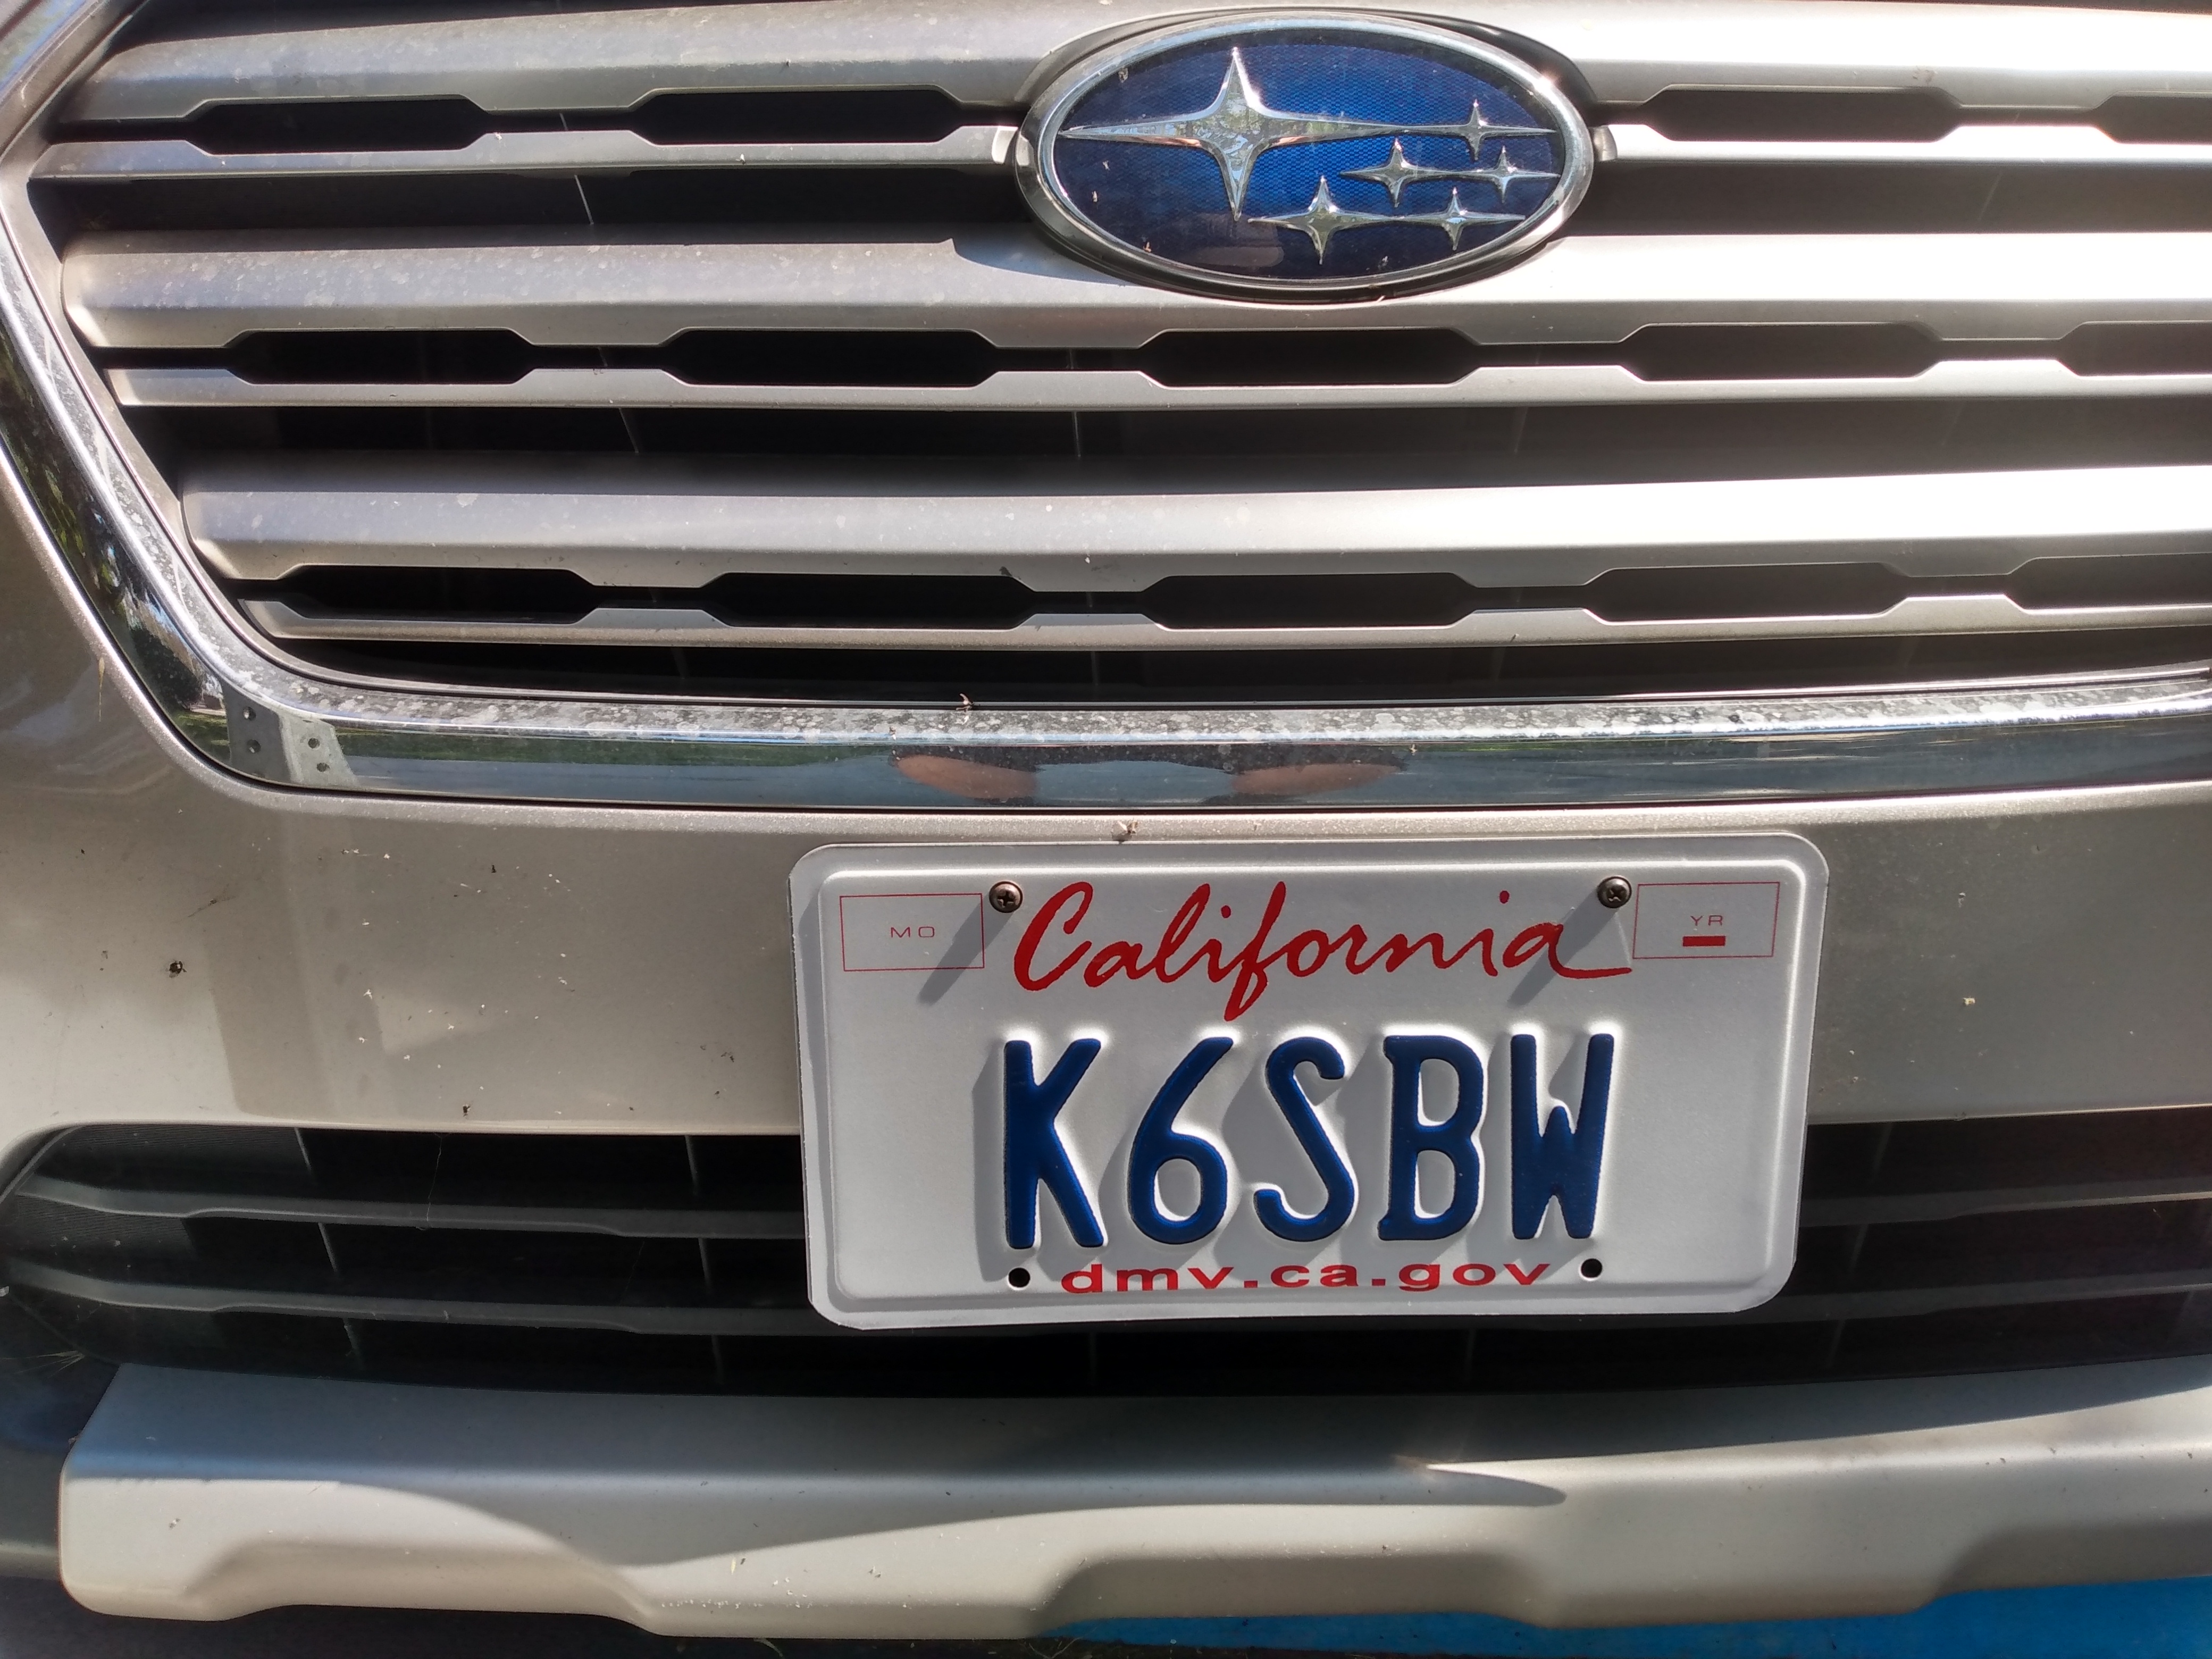 MO California YR
K6SBW
dmv.ca.gov